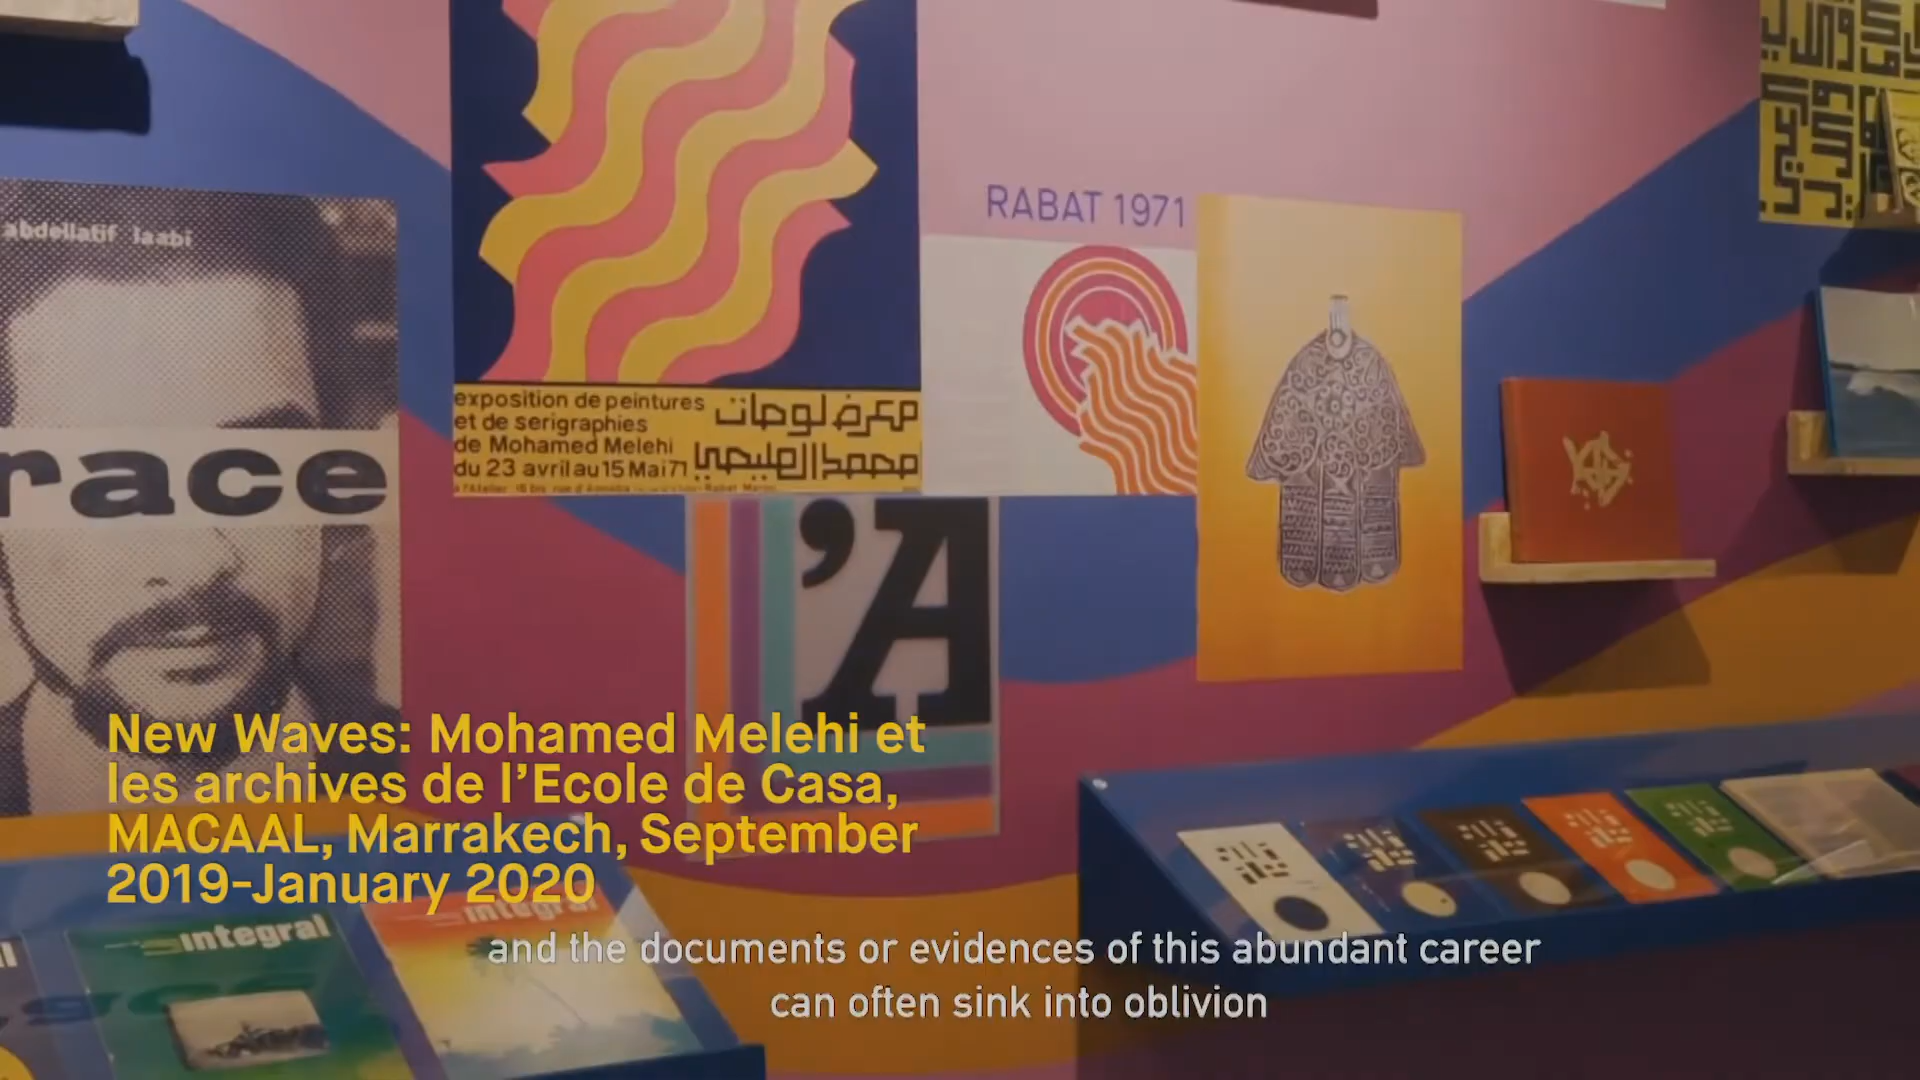 abdellatif laabi
race
exposition de peintures
et de serigraphies
de Mohamed Melehi
du 23 avril au 15 Mai 71
معرض لوحات
محمد المليحي
RABAT 1971
'A
New Waves: Mohamed Melehi et
les archives de l'Ecole de Casa,
MACAAL, Marrakech, September
2019-January 2020
integral
integral
and the documents or evidences of this abundant career
can often sink into oblivion